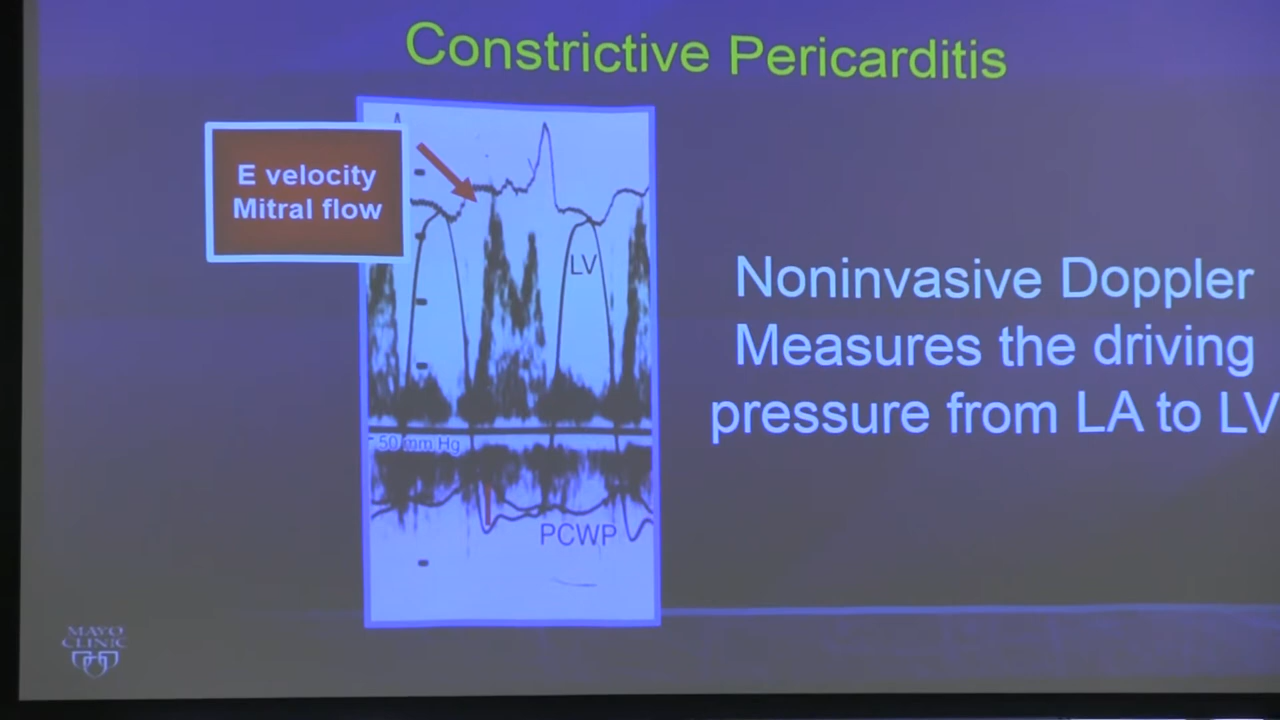 Constrictive Pericarditis
E velocity
Mitral flow
LV
Noninvasive Doppler
Measures the driving
pressure from LA to LV
50 mm Hg
PCWP
MAYO
CLINIC